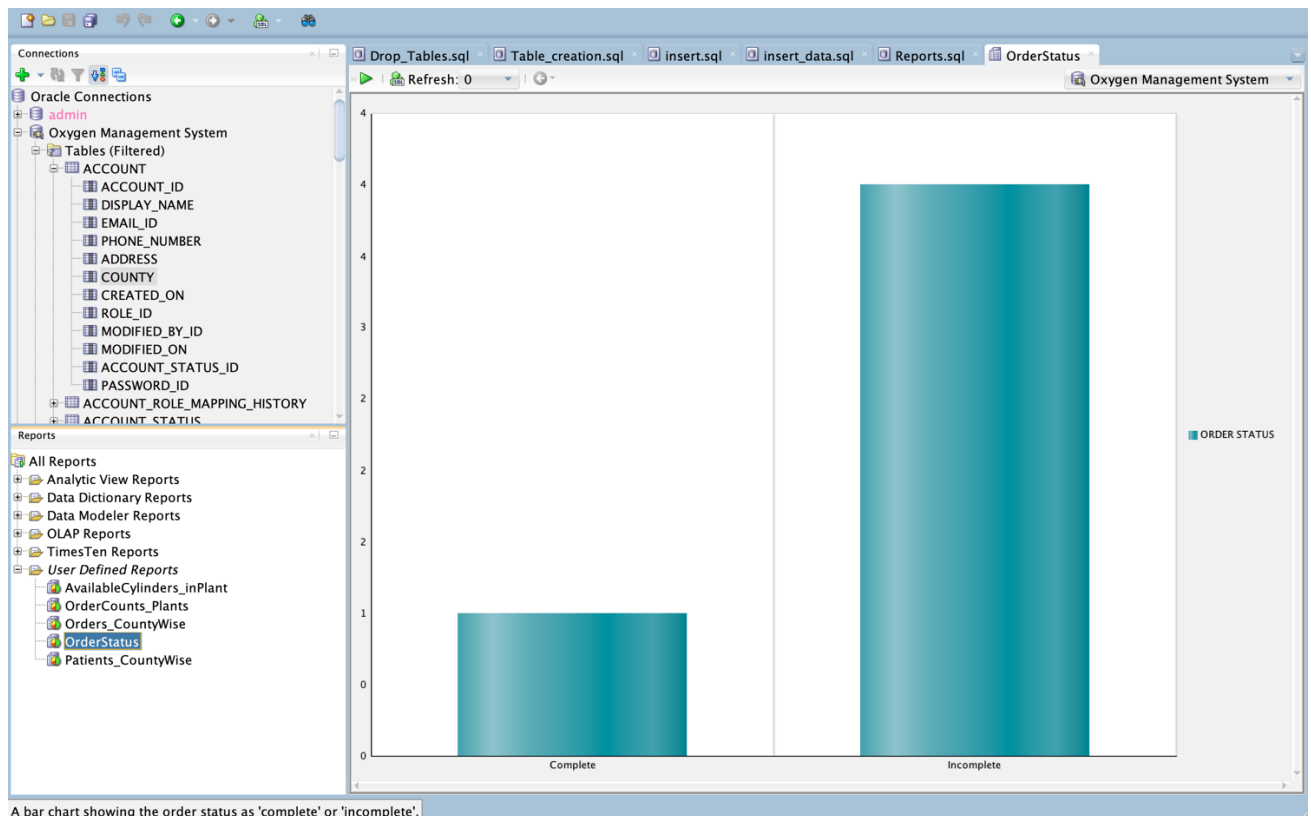 Connections
Oracle Connections
admin
Oxygen Management System
Tables (Filtered)
ACCOUNT
ACCOUNT_ID
DISPLAY_NAME
EMAIL_ID
PHONE_NUMBER
ADDRESS
COUNTY
CREATED_ON
ROLE_ID
MODIFIED_BY_ID
MODIFIED_ON
ACCOUNT_STATUS_ID
PASSWORD_ID
ACCOUNT_ROLE_MAPPING_HISTORY
ACCOUNT_STATUS
Reports
All Reports
Analytic View Reports
Data Dictionary Reports
Data Modeler Reports
OLAP Reports
TimesTen Reports
User Defined Reports
AvailableCylinders_inPlant
OrderCounts_Plants
Orders_CountyWise
OrderStatus
Patients_CountyWise
Drop_Tables.sql Table_creation.sql insert.sql insert_data.sql Reports.sql OrderStatus
Refresh: 0 Oxygen Management System
4
4
4
3
2
2
2
1
0
0
Complete Incomplete
ORDER STATUS
A bar chart showing the order status as 'complete' or 'incomplete'.